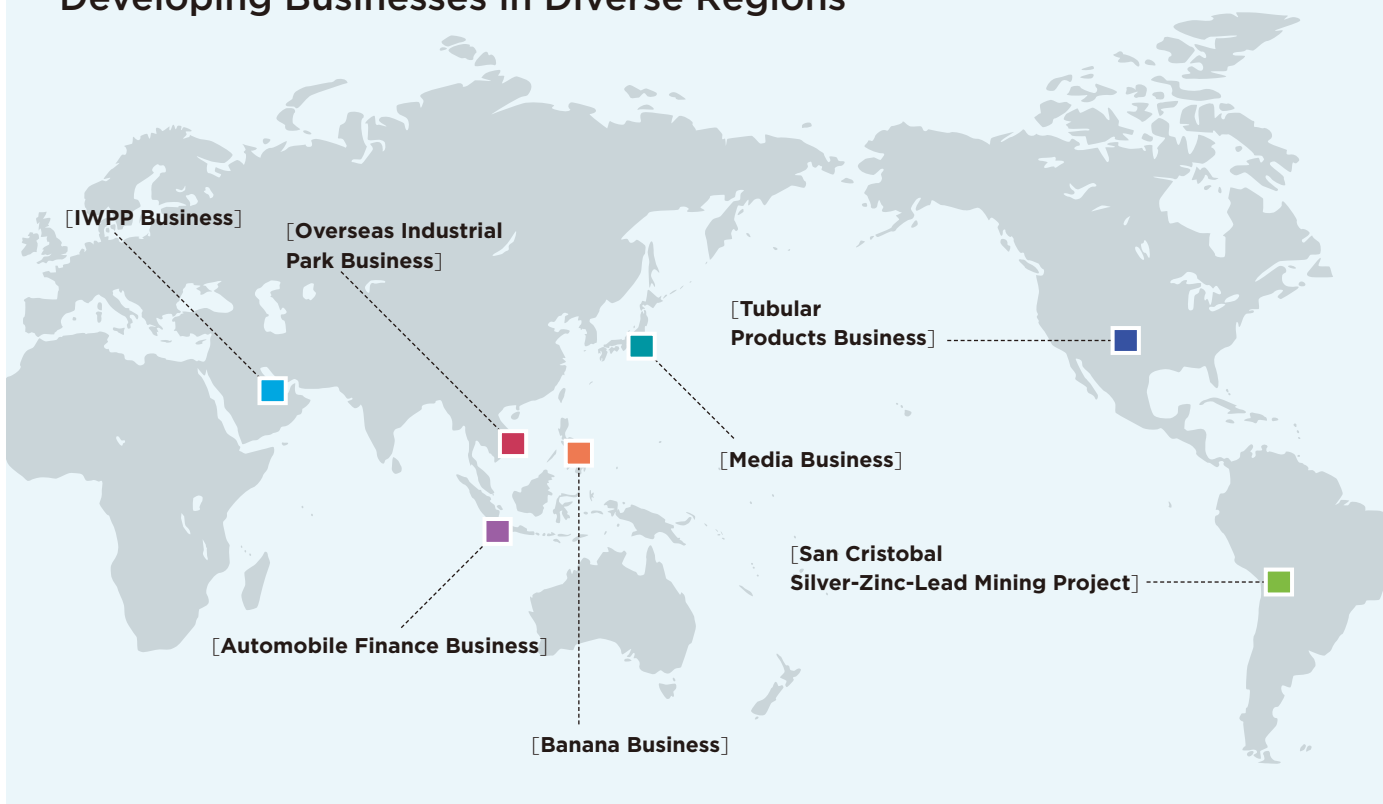 Developing Businesses in Diverse Regions
[IWPP Business]
[Overseas Industrial
Park Business]
[Tubular
Products Business]
[Media Business]
[San Cristobal
Silver-Zinc-Lead Mining Project]
[Automobile Finance Business]
[Banana Business]